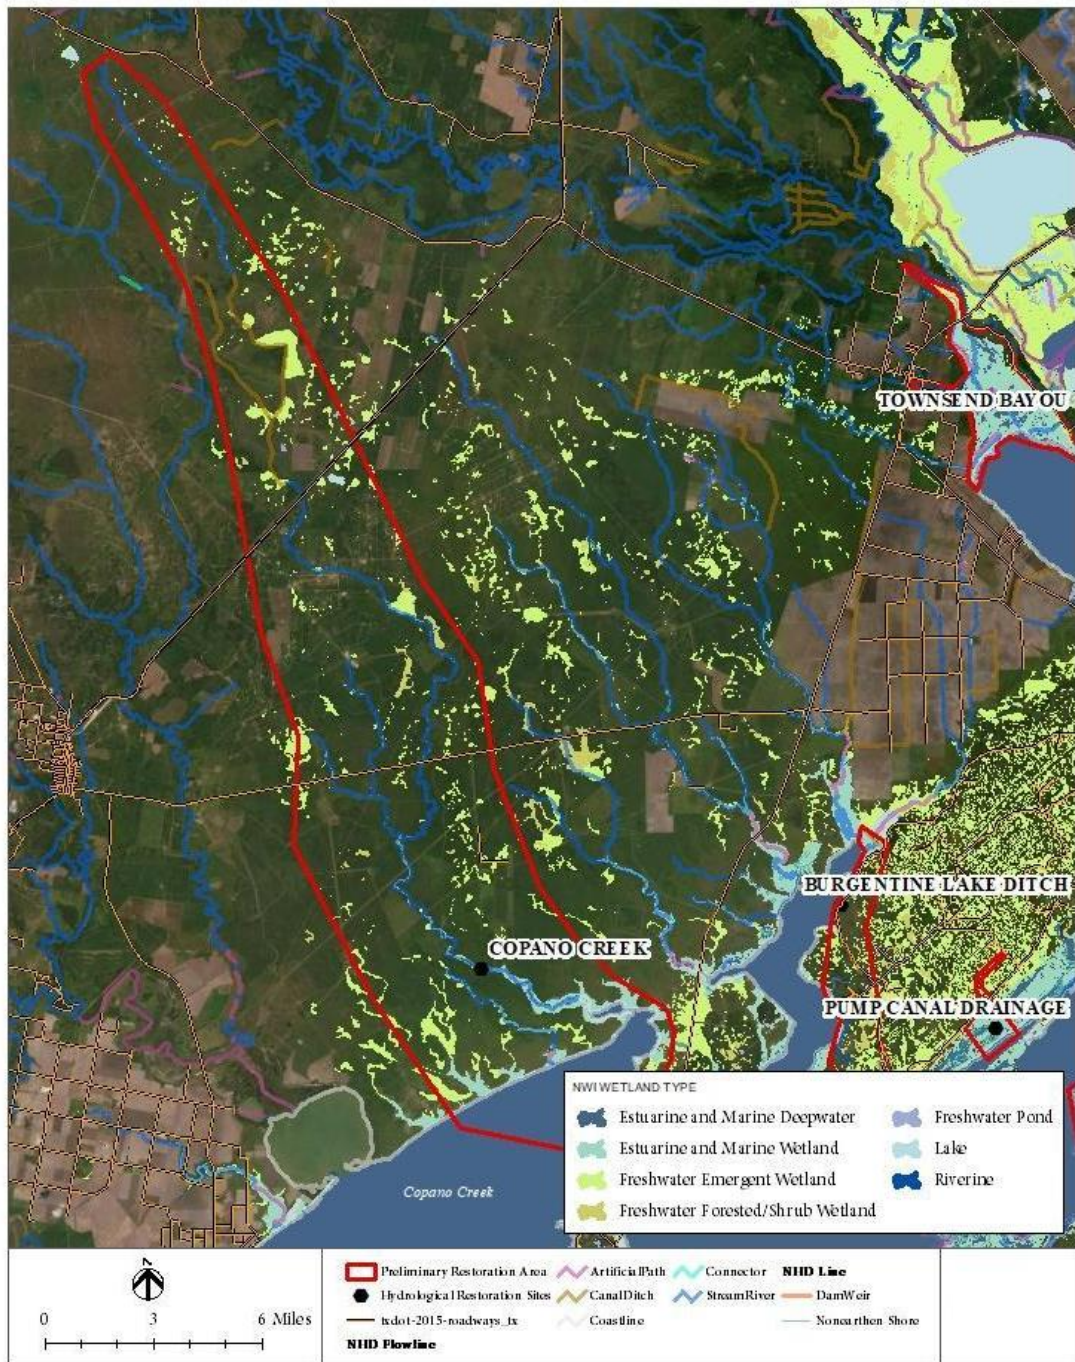 TOWNSEND BAYOU
BURGENTINE LAKE DITCH
COPANO CREEK
PUMP CANAL DRAINAGE
Copano Creek
NWI WETLAND TYPE
Estuarine and Marine Deepwater
Freshwater Pond
Estuarine and Marine Wetland
Lake
Freshwater Emergent Wetland
Riverine
Freshwater Forested/Shrub Wetland
N
0 3 6 Miles
Preliminary Restoration Area
ArtificialPath
Connector
NHD Line
Hydrological Restoration Sites
CanalDitch
StreamRiver
DamWeir
txdot-2015-roadways_tx
Coastline
Nonearthen Shore
NHD Flowline